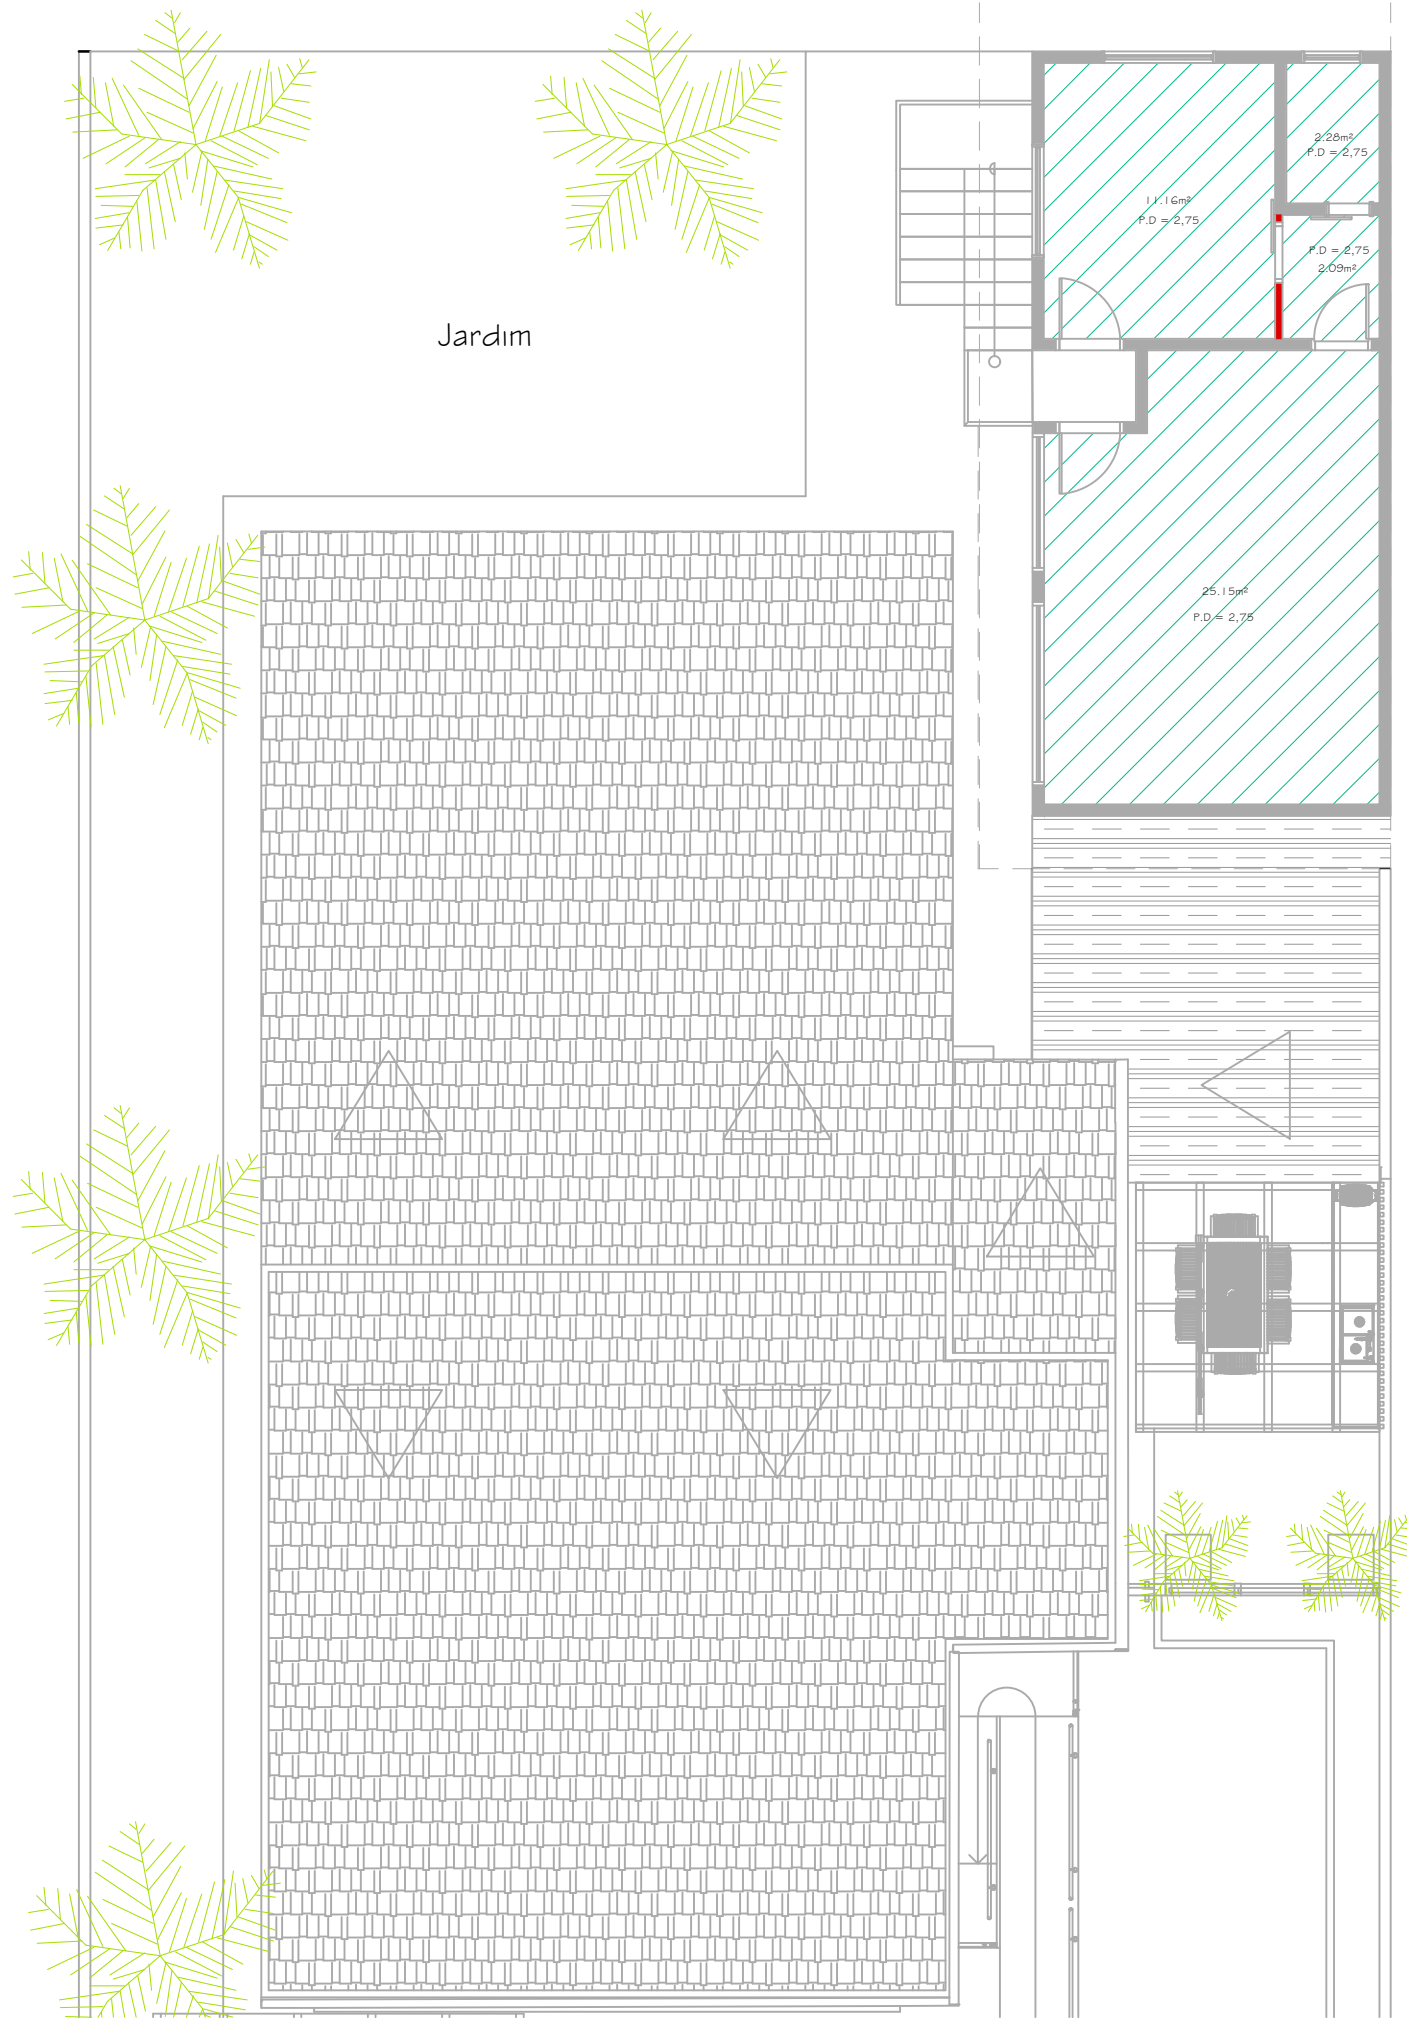 2.28m²
P.D = 2,75
11.16m²
P.D = 2,75
P.D = 2,75
2.09m²
Jardim
25.15m²
P.D = 2,75